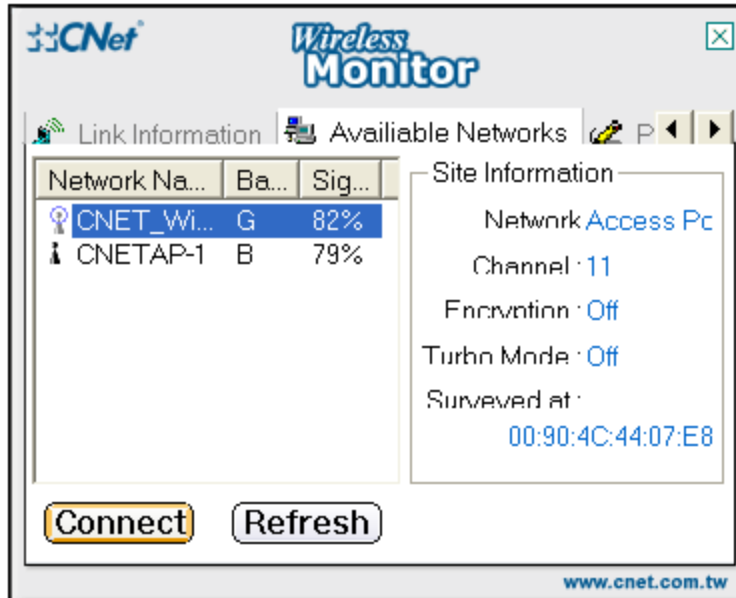 CNet
Wireless
Monitor
Link Information Availiable Networks P
Network Na... Ba... Sig...
CNET_Wi... G 82%
CNETAP-1 B 79%
Site Information
Network Access Pc
Channel : 11
Encryption : Off
Turbo Mode : Off
Surveyed at :
00:90:4C:44:07:E8
Connect Refresh
www.cnet.com.tw